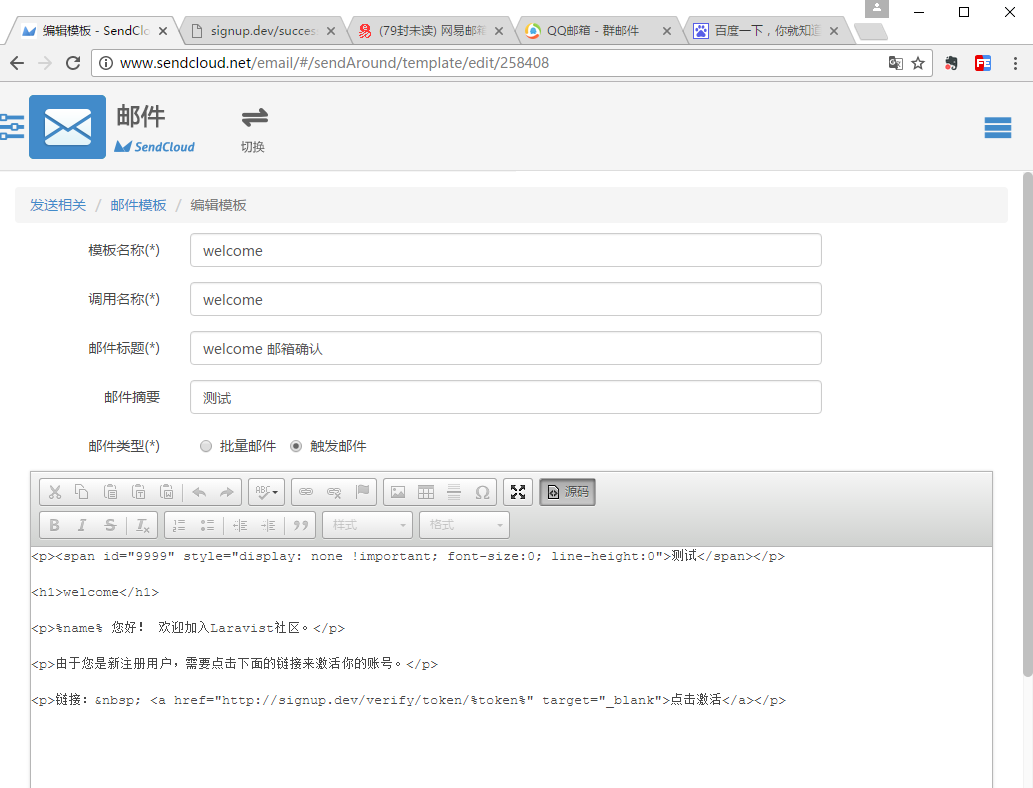 编辑模板 - SendClo
signup.dev/succes
(79封未读) 网易邮箱
QQ邮箱 - 群邮件
百度一下，你就知道
www.sendcloud.net/email/#/sendAround/template/edit/258408
邮件
SendCloud
切换
发送相关 / 邮件模板 / 编辑模板
模板名称(*) welcome
调用名称(*) welcome
邮件标题(*) welcome 邮箱确认
邮件摘要 测试
邮件类型(*) 批量邮件 触发邮件
ABC Ω 源码
B I S Ix 样式 格式
<p><span id="9999" style="display: none !important; font-size:0; line-height:0">测试</span></p>
<h1>welcome</h1>
<p>%name% 您好！ 欢迎加入Laravist社区。</p>
<p>由于您是新注册用户，需要点击下面的链接来激活你的账号。</p>
<p>链接：&nbsp; <a href="http://signup.dev/verify/token/%token%" target="_blank">点击激活</a></p>